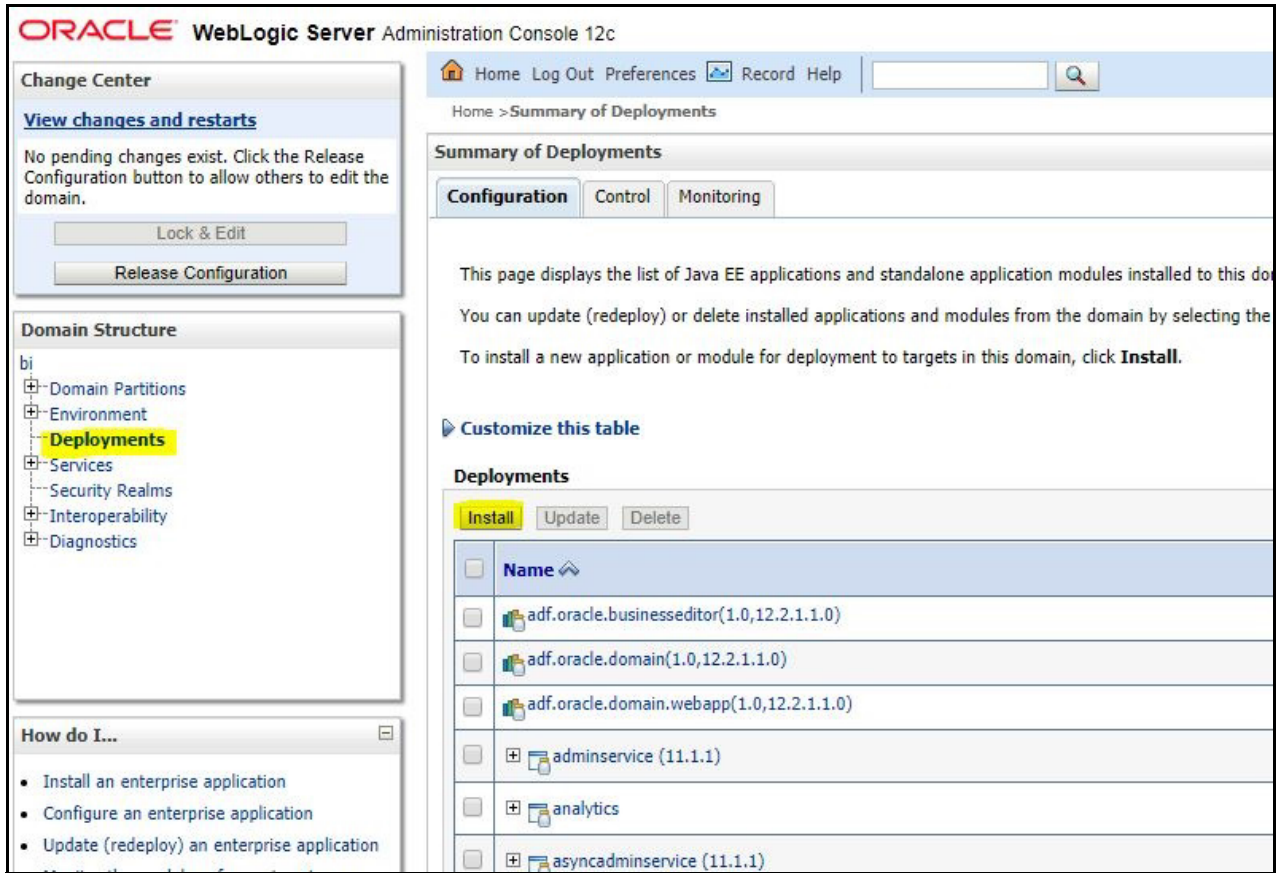 ORACLE WebLogic Server Administration Console 12c
Change Center
View changes and restarts
No pending changes exist. Click the Release
Configuration button to allow others to edit the
domain.
Lock & Edit
Release Configuration
Domain Structure
bi
Domain Partitions
Environment
Deployments
Services
Security Realms
Interoperability
Diagnostics
How do I...
Install an enterprise application
Configure an enterprise application
Update (redeploy) an enterprise application
Home Log Out Preferences Record Help
Home >Summary of Deployments
Summary of Deployments
Configuration Control Monitoring
This page displays the list of Java EE applications and standalone application modules installed to this
You can update (redeploy) or delete installed applications and modules from the domain by selecting the
To install a new application or module for deployment to targets in this domain, click Install.
Customize this table
Deployments
Install Update Delete
Name
adf.oracle.businesseditor(1.0,12.2.1.1.0)
adf.oracle.domain(1.0,12.2.1.1.0)
adf.oracle.domain.webapp(1.0,12.2.1.1.0)
adminservice (11.1.1)
analytics
asyncadminservice (11.1.1)